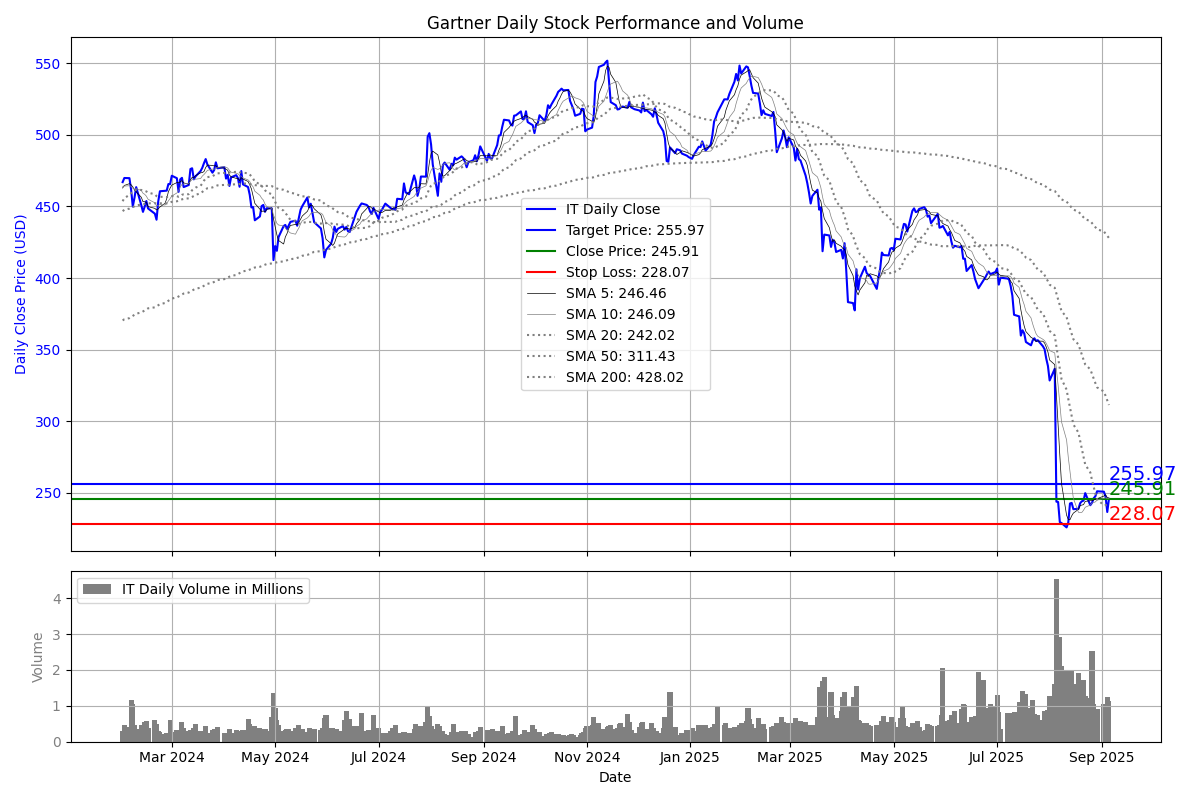 Gartner Daily Stock Performance and Volume
Daily Close Price (USD)
550
500
450
400
350
300
250
IT Daily Close
Target Price: 255.97
Close Price: 245.91
Stop Loss: 228.07
SMA 5: 246.46
SMA 10: 246.09
SMA 20: 242.02
SMA 50: 311.43
SMA 200: 428.02
255.97
245.91
228.07
IT Daily Volume in Millions
Volume
4
3
2
1
0
Mar 2024 May 2024 Jul 2024 Sep 2024 Nov 2024 Jan 2025 Mar 2025 May 2025 Jul 2025 Sep 2025
Date